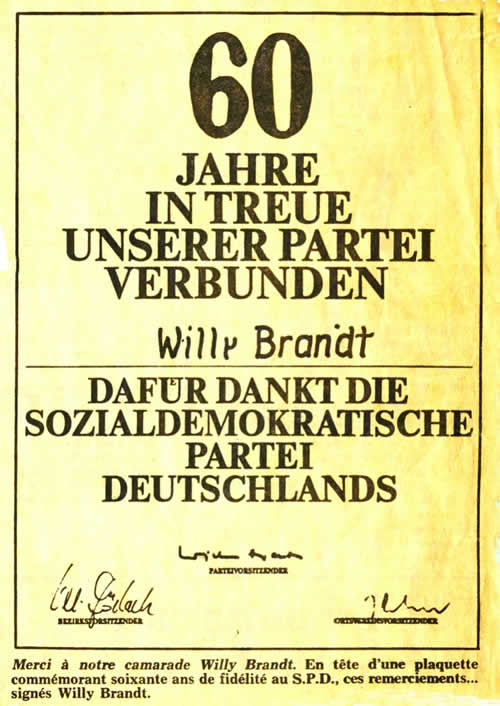 60
JAHRE
IN TREUE
UNSERER PARTEI
VERBUNDEN
Willy Brandt
DAFÜR DANKT DIE
SOZIALDEMOKRATISCHE
PARTEI
DEUTSCHLANDS
PARTEIVORSITZENDER
BEZIRKSVORSITZENDER
ORTSVEREINSVORSITZENDER
Merci à notre camarade Willy Brandt. En tête d'une plaquette
commémorant soixante ans de fidélité au S.P.D., ces remerciements...
signés Willy Brandt.